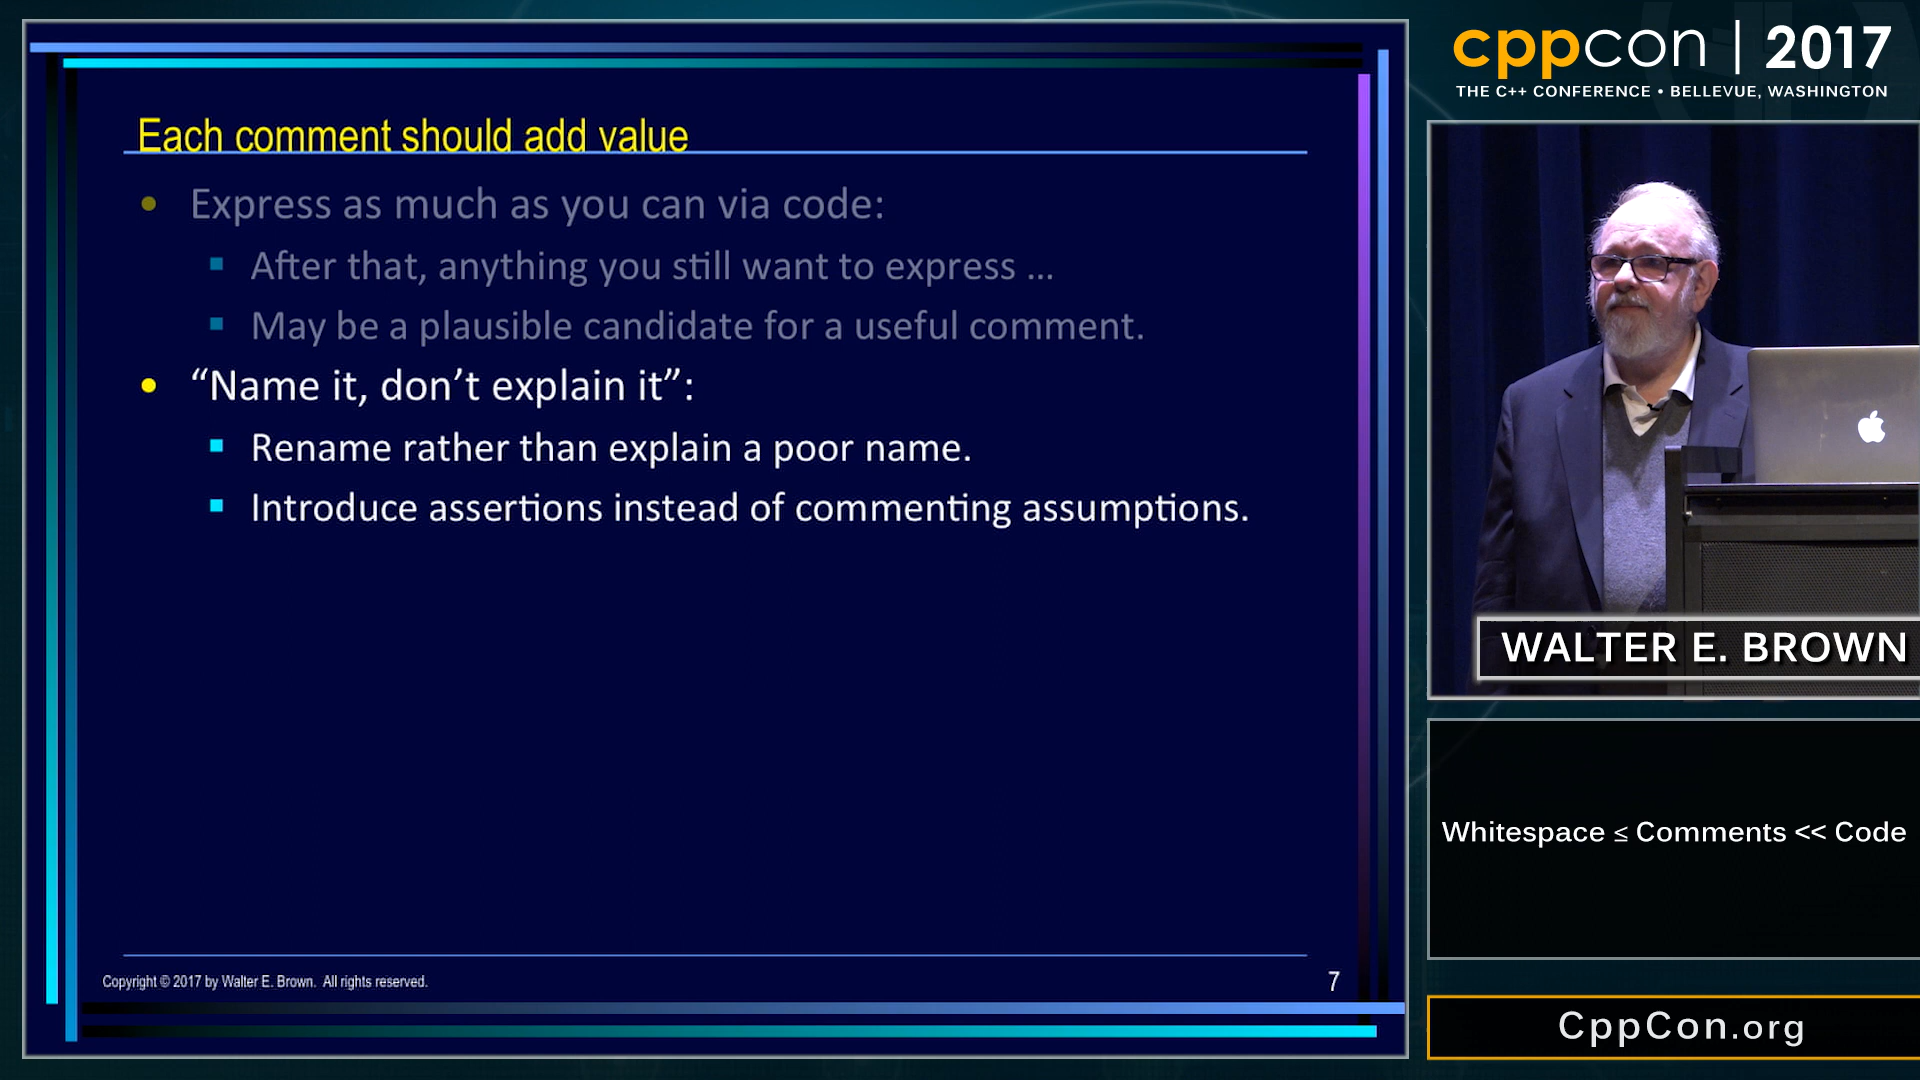 Each comment should add value
• Express as much as you can via code:
▪ After that, anything you still want to express …
▪ May be a plausible candidate for a useful comment.
• “Name it, don’t explain it”:
▪ Rename rather than explain a poor name.
▪ Introduce assertions instead of commenting assumptions.
Copyright © 2017 by Walter E. Brown. All rights reserved.
7
cppcon | 2017
THE C++ CONFERENCE • BELLEVUE, WASHINGTON
WALTER E. BROWN
Whitespace ≤ Comments << Code
CppCon.org